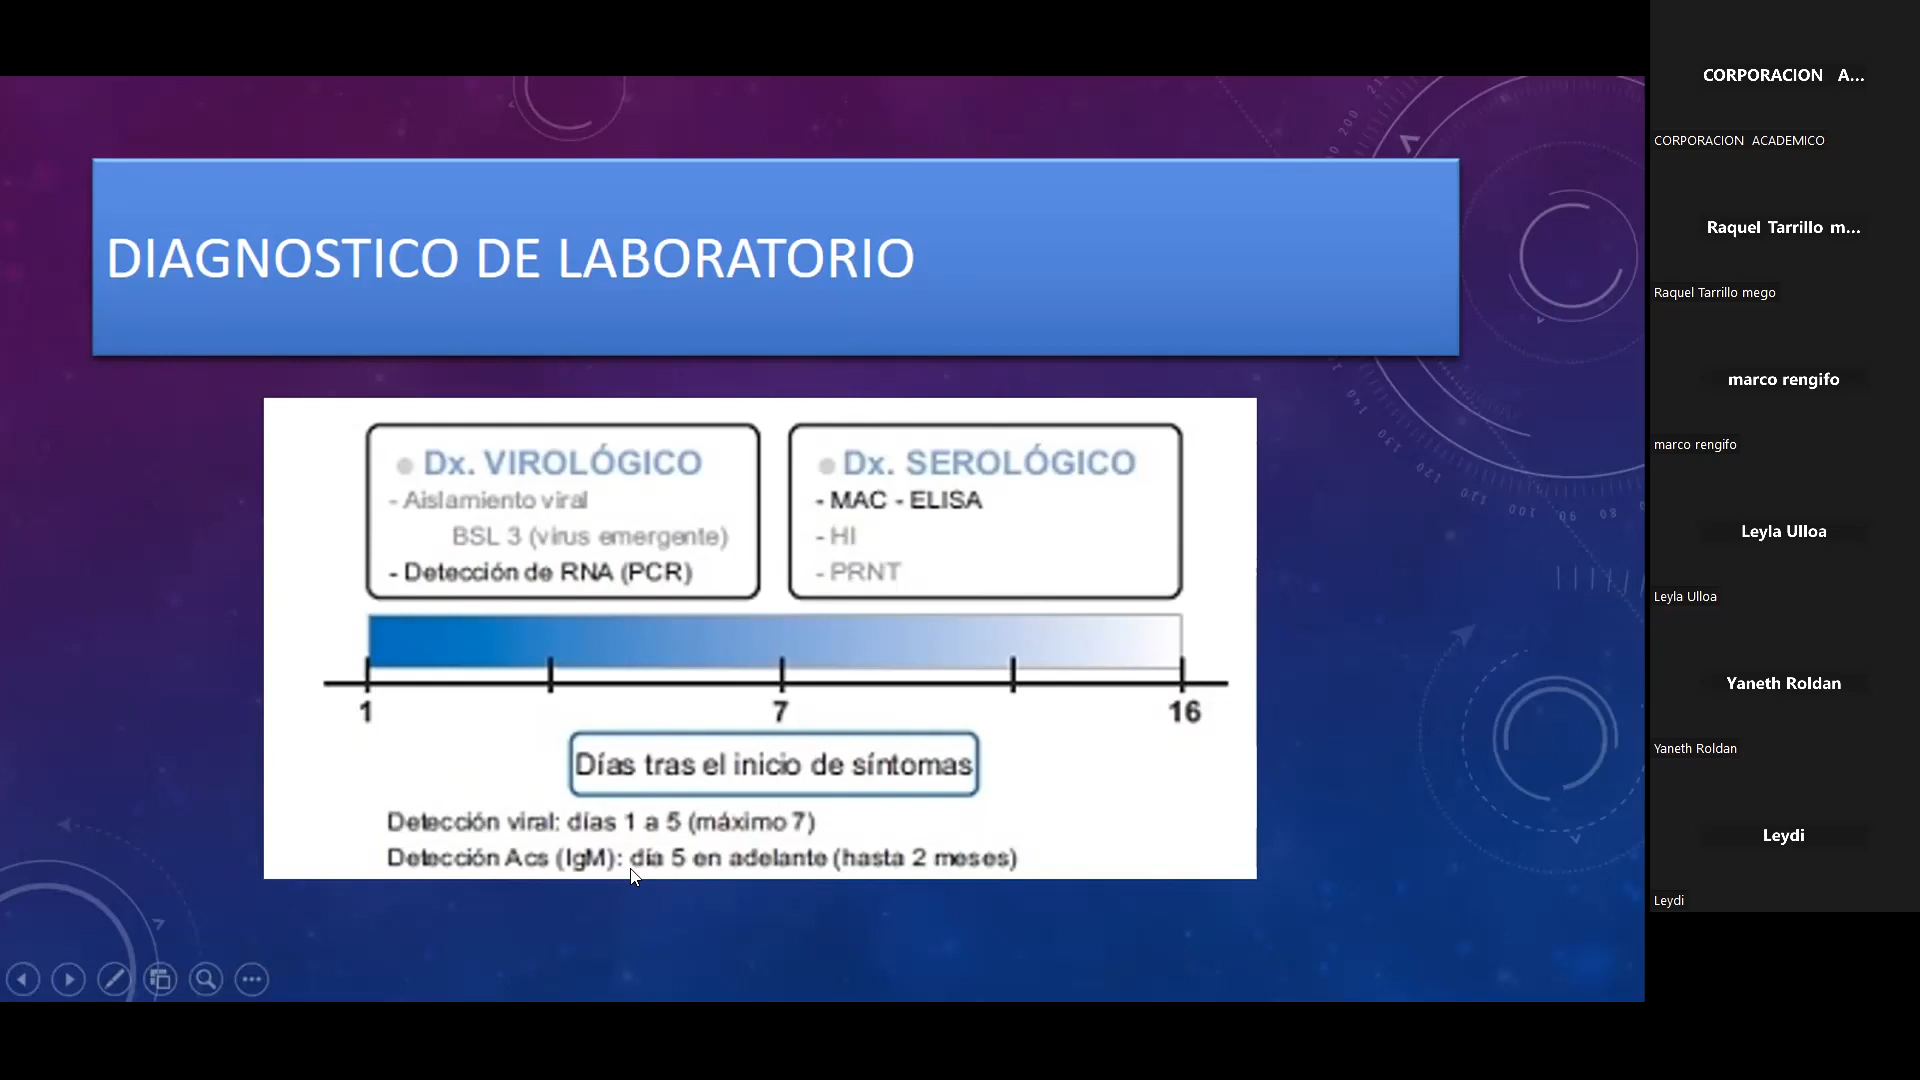 DIAGNOSTICO DE LABORATORIO
Dx. VIROLÓGICO
- Aislamiento viral
BSL 3 (virus emergente)
- Detección de RNA (PCR)
Dx. SEROLÓGICO
- MAC - ELISA
- HI
- PRNT
1 7 16
Días tras el inicio de síntomas
Detección viral: días 1 a 5 (máximo 7)
Detección Acs (IgM): día 5 en adelante (hasta 2 meses)
CORPORACION A...
CORPORACION ACADEMICO
Raquel Tarrillo m...
Raquel Tarrillo mego
marco rengifo
marco rengifo
Leyla Ulloa
Leyla Ulloa
Yaneth Roldan
Yaneth Roldan
Leydi
Leydi